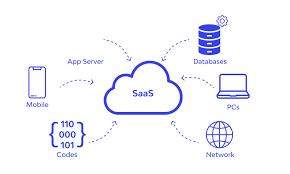 App Server
Databases
SaaS
Mobile
PCs
110
000
101
Codes
Network